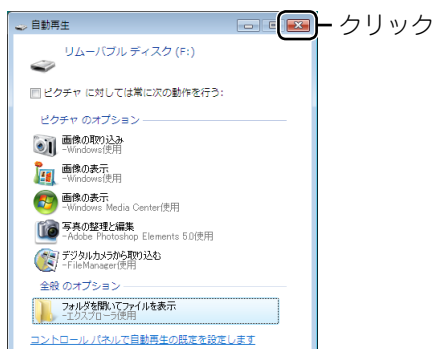 自動再生
クリック
リムーバブル ディスク (F:)
ピクチャ に対しては常に次の動作を行う:
ピクチャ のオプション
画像の取り込み
-Windows使用
画像の表示
-Windows使用
画像の表示
-Windows Media Center使用
写真の整理と編集
-Adobe Photoshop Elements 5.0使用
デジタルカメラから取り込む
-FileManager使用
全般 のオプション
フォルダを開いてファイルを表示
-エクスプローラ使用
コントロール パネルで自動再生の既定を設定します